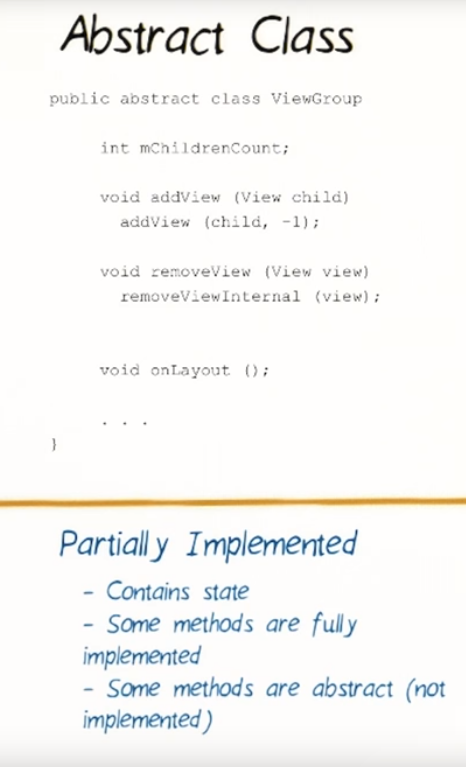 Abstract Class
public abstract class ViewGroup
int mChildrenCount;
void addView (View child)
addView (child, -1);
void removeView (View view)
removeViewInternal (view);
void onLayout ();
. . .
}
Partially Implemented
- Contains state
- Some methods are fully
implemented
- Some methods are abstract (not
implemented)